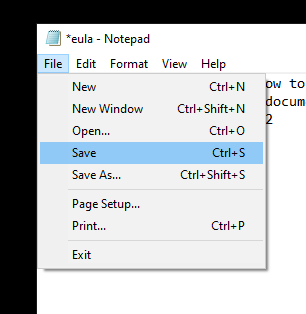 *eula - Notepad
File Edit Format View Help
New Ctrl+N
New Window Ctrl+Shift+N
Open... Ctrl+O
Save Ctrl+S
Save As... Ctrl+Shift+S
Page Setup...
Print... Ctrl+P
Exit
ow to
docum
2